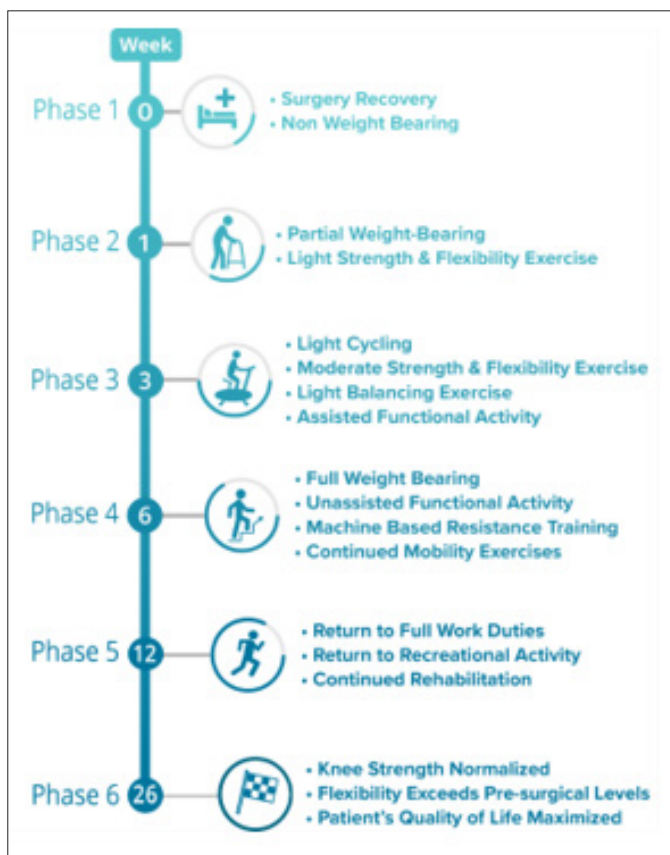 Week
Phase 1 0
• Surgery Recovery
• Non Weight Bearing
Phase 2 1
• Partial Weight-Bearing
• Light Strength & Flexibility Exercise
Phase 3 3
• Light Cycling
• Moderate Strength & Flexibility Exercise
• Light Balancing Exercise
• Assisted Functional Activity
Phase 4 6
• Full Weight Bearing
• Unassisted Functional Activity
• Machine Based Resistance Training
• Continued Mobility Exercises
Phase 5 12
• Return to Full Work Duties
• Return to Recreational Activity
• Continued Rehabilitation
Phase 6 26
• Knee Strength Normalized
• Flexibility Exceeds Pre-surgical Levels
• Patient's Quality of Life Maximized